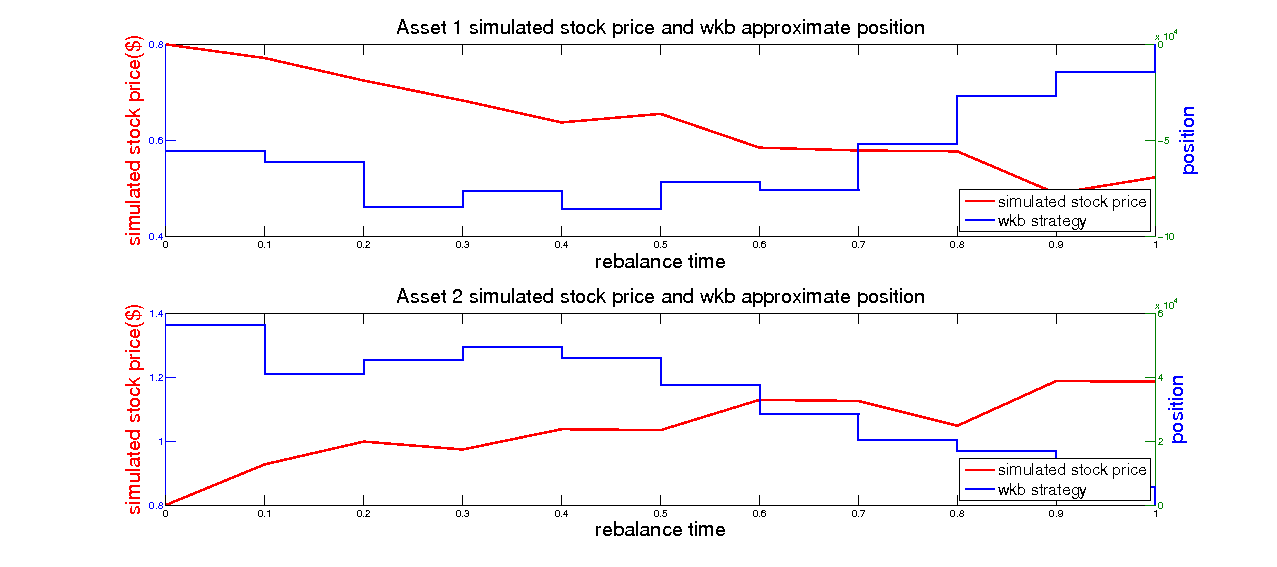 Asset 1 simulated stock price and wkb approximate position
simulated stock price($)
0.8
0.6
0.4
x 10^4
0
-5
-10
position
simulated stock price
wkb strategy
0 0.1 0.2 0.3 0.4 0.5 0.6 0.7 0.8 0.9 1
rebalance time
Asset 2 simulated stock price and wkb approximate position
simulated stock price($)
1.4
1.2
1
0.8
x 10^4
6
4
2
0
position
simulated stock price
wkb strategy
0 0.1 0.2 0.3 0.4 0.5 0.6 0.7 0.8 0.9 1
rebalance time